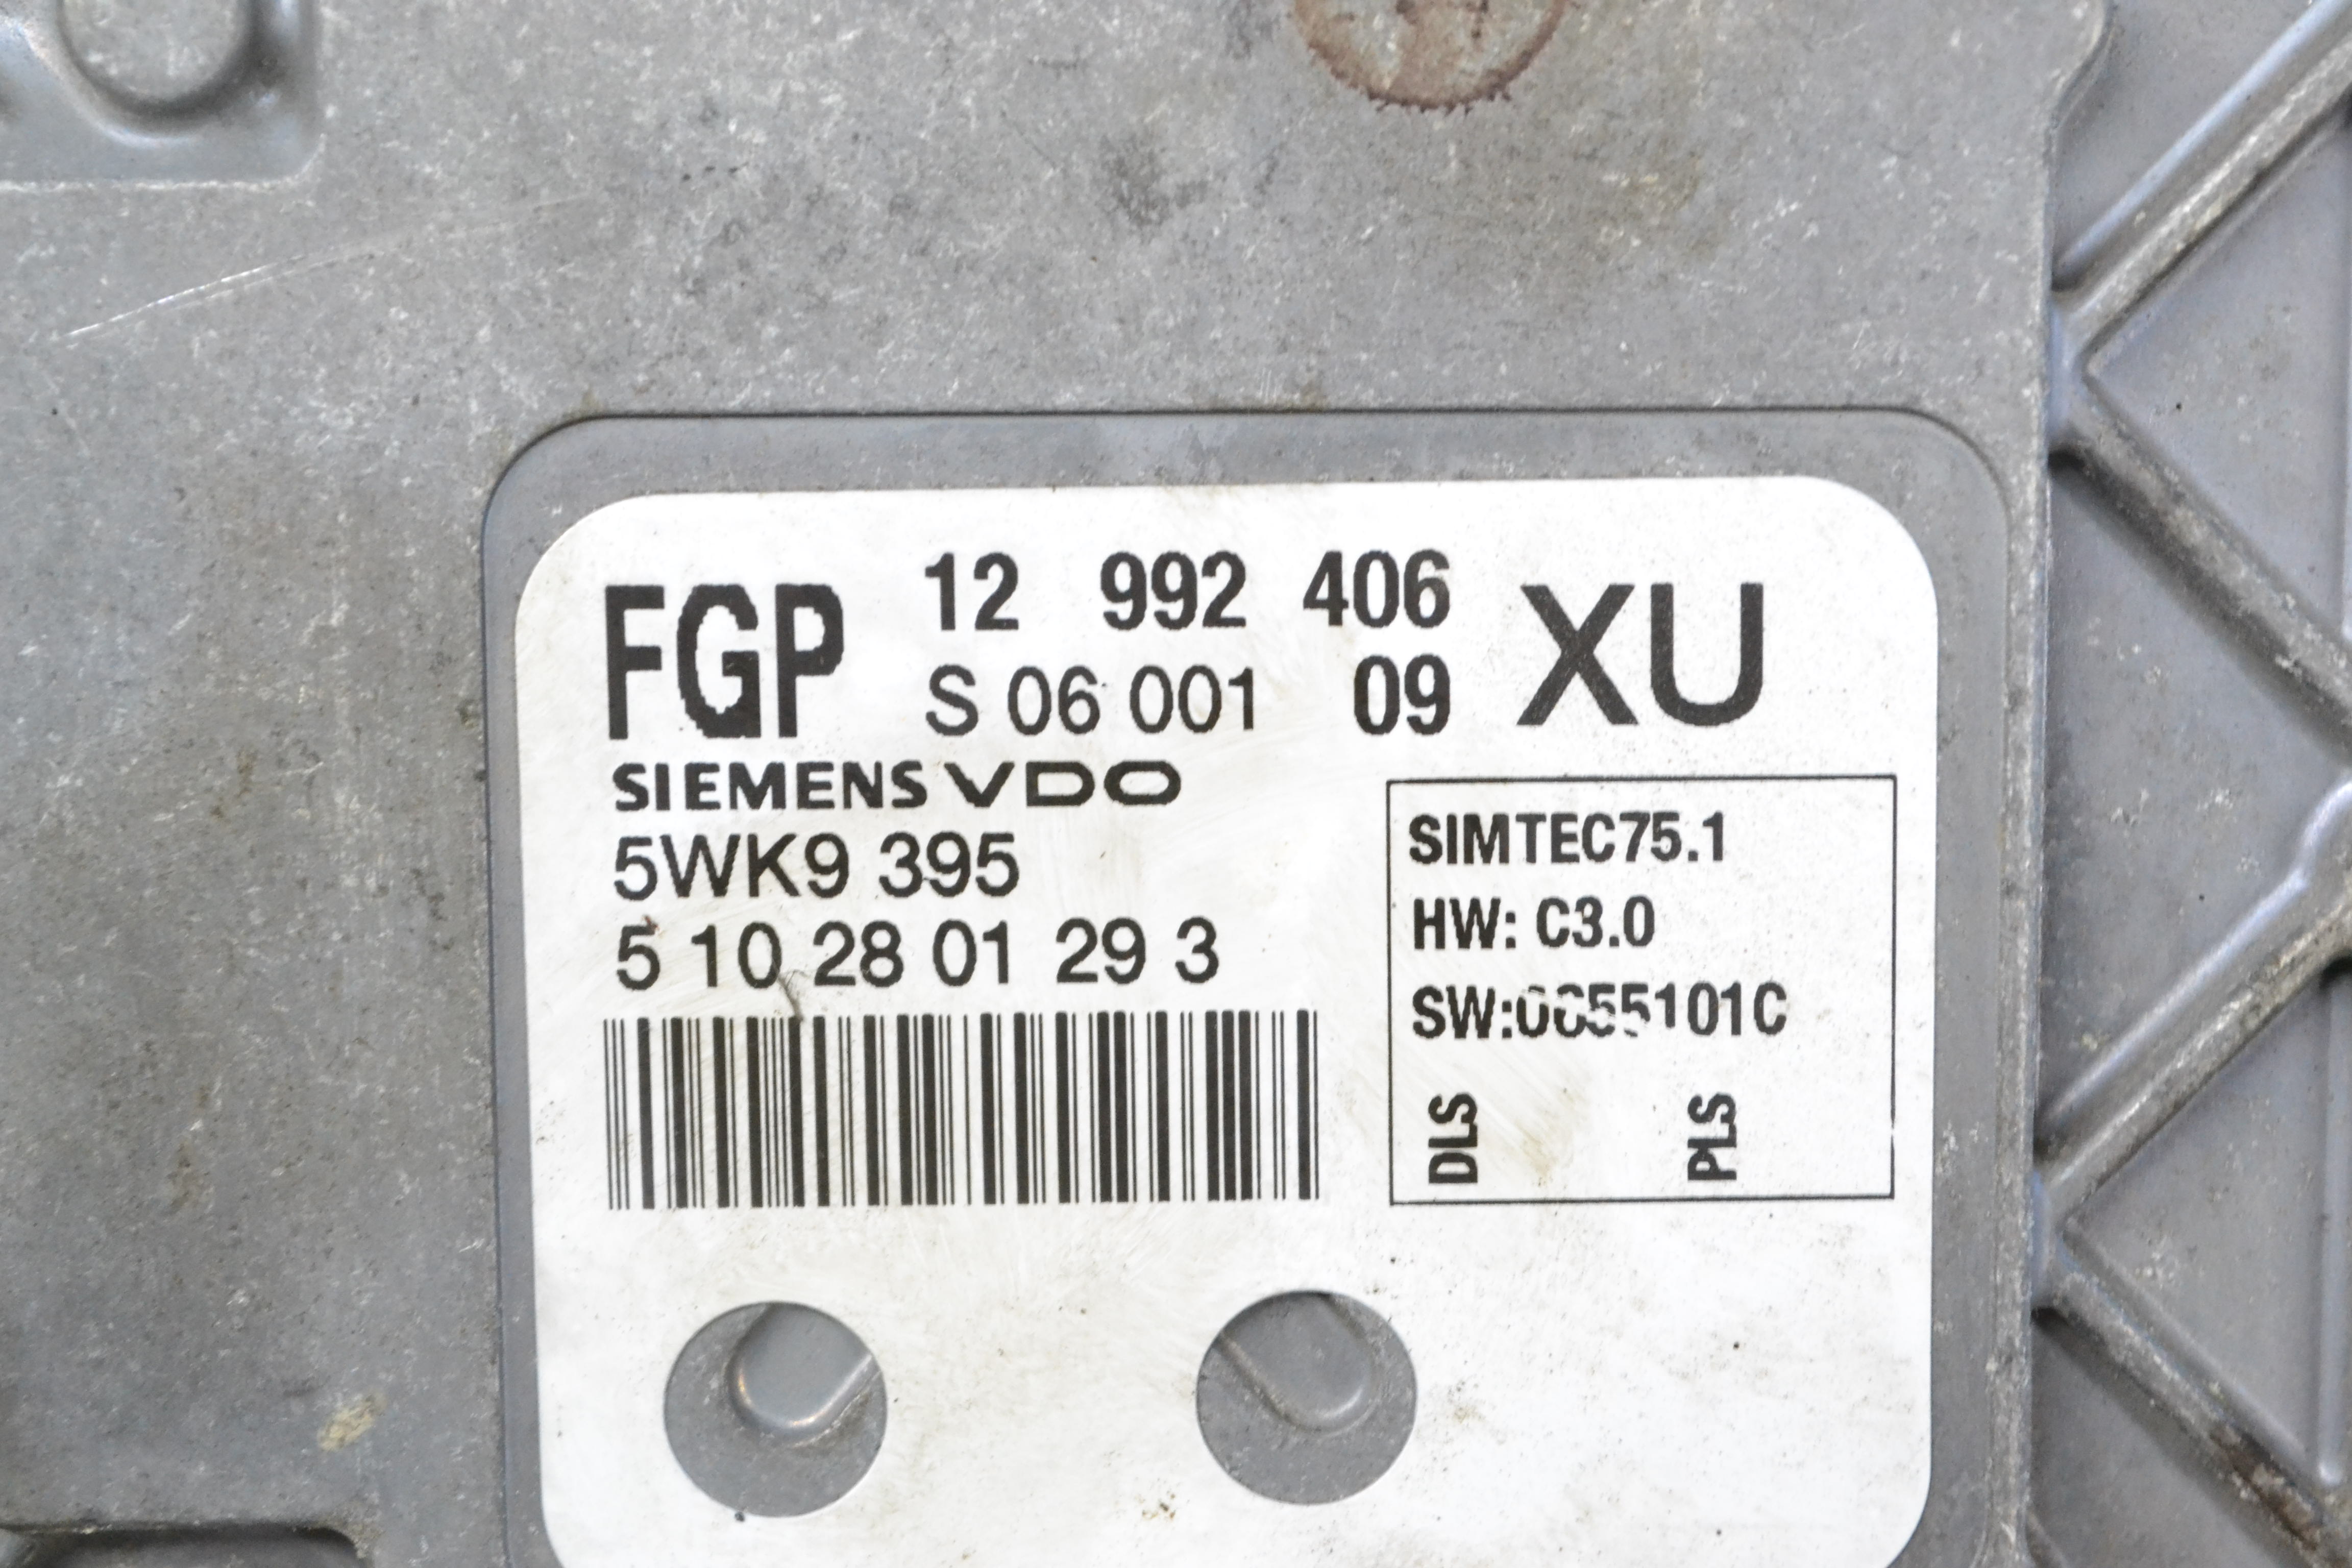 FGP 12 992 406 XU
S 06 001 09
SIEMENS VDO
5WK9 395
5 10 28 01 29 3
SIMTEC75.1
HW: C3.0
SW:
DLS PLS